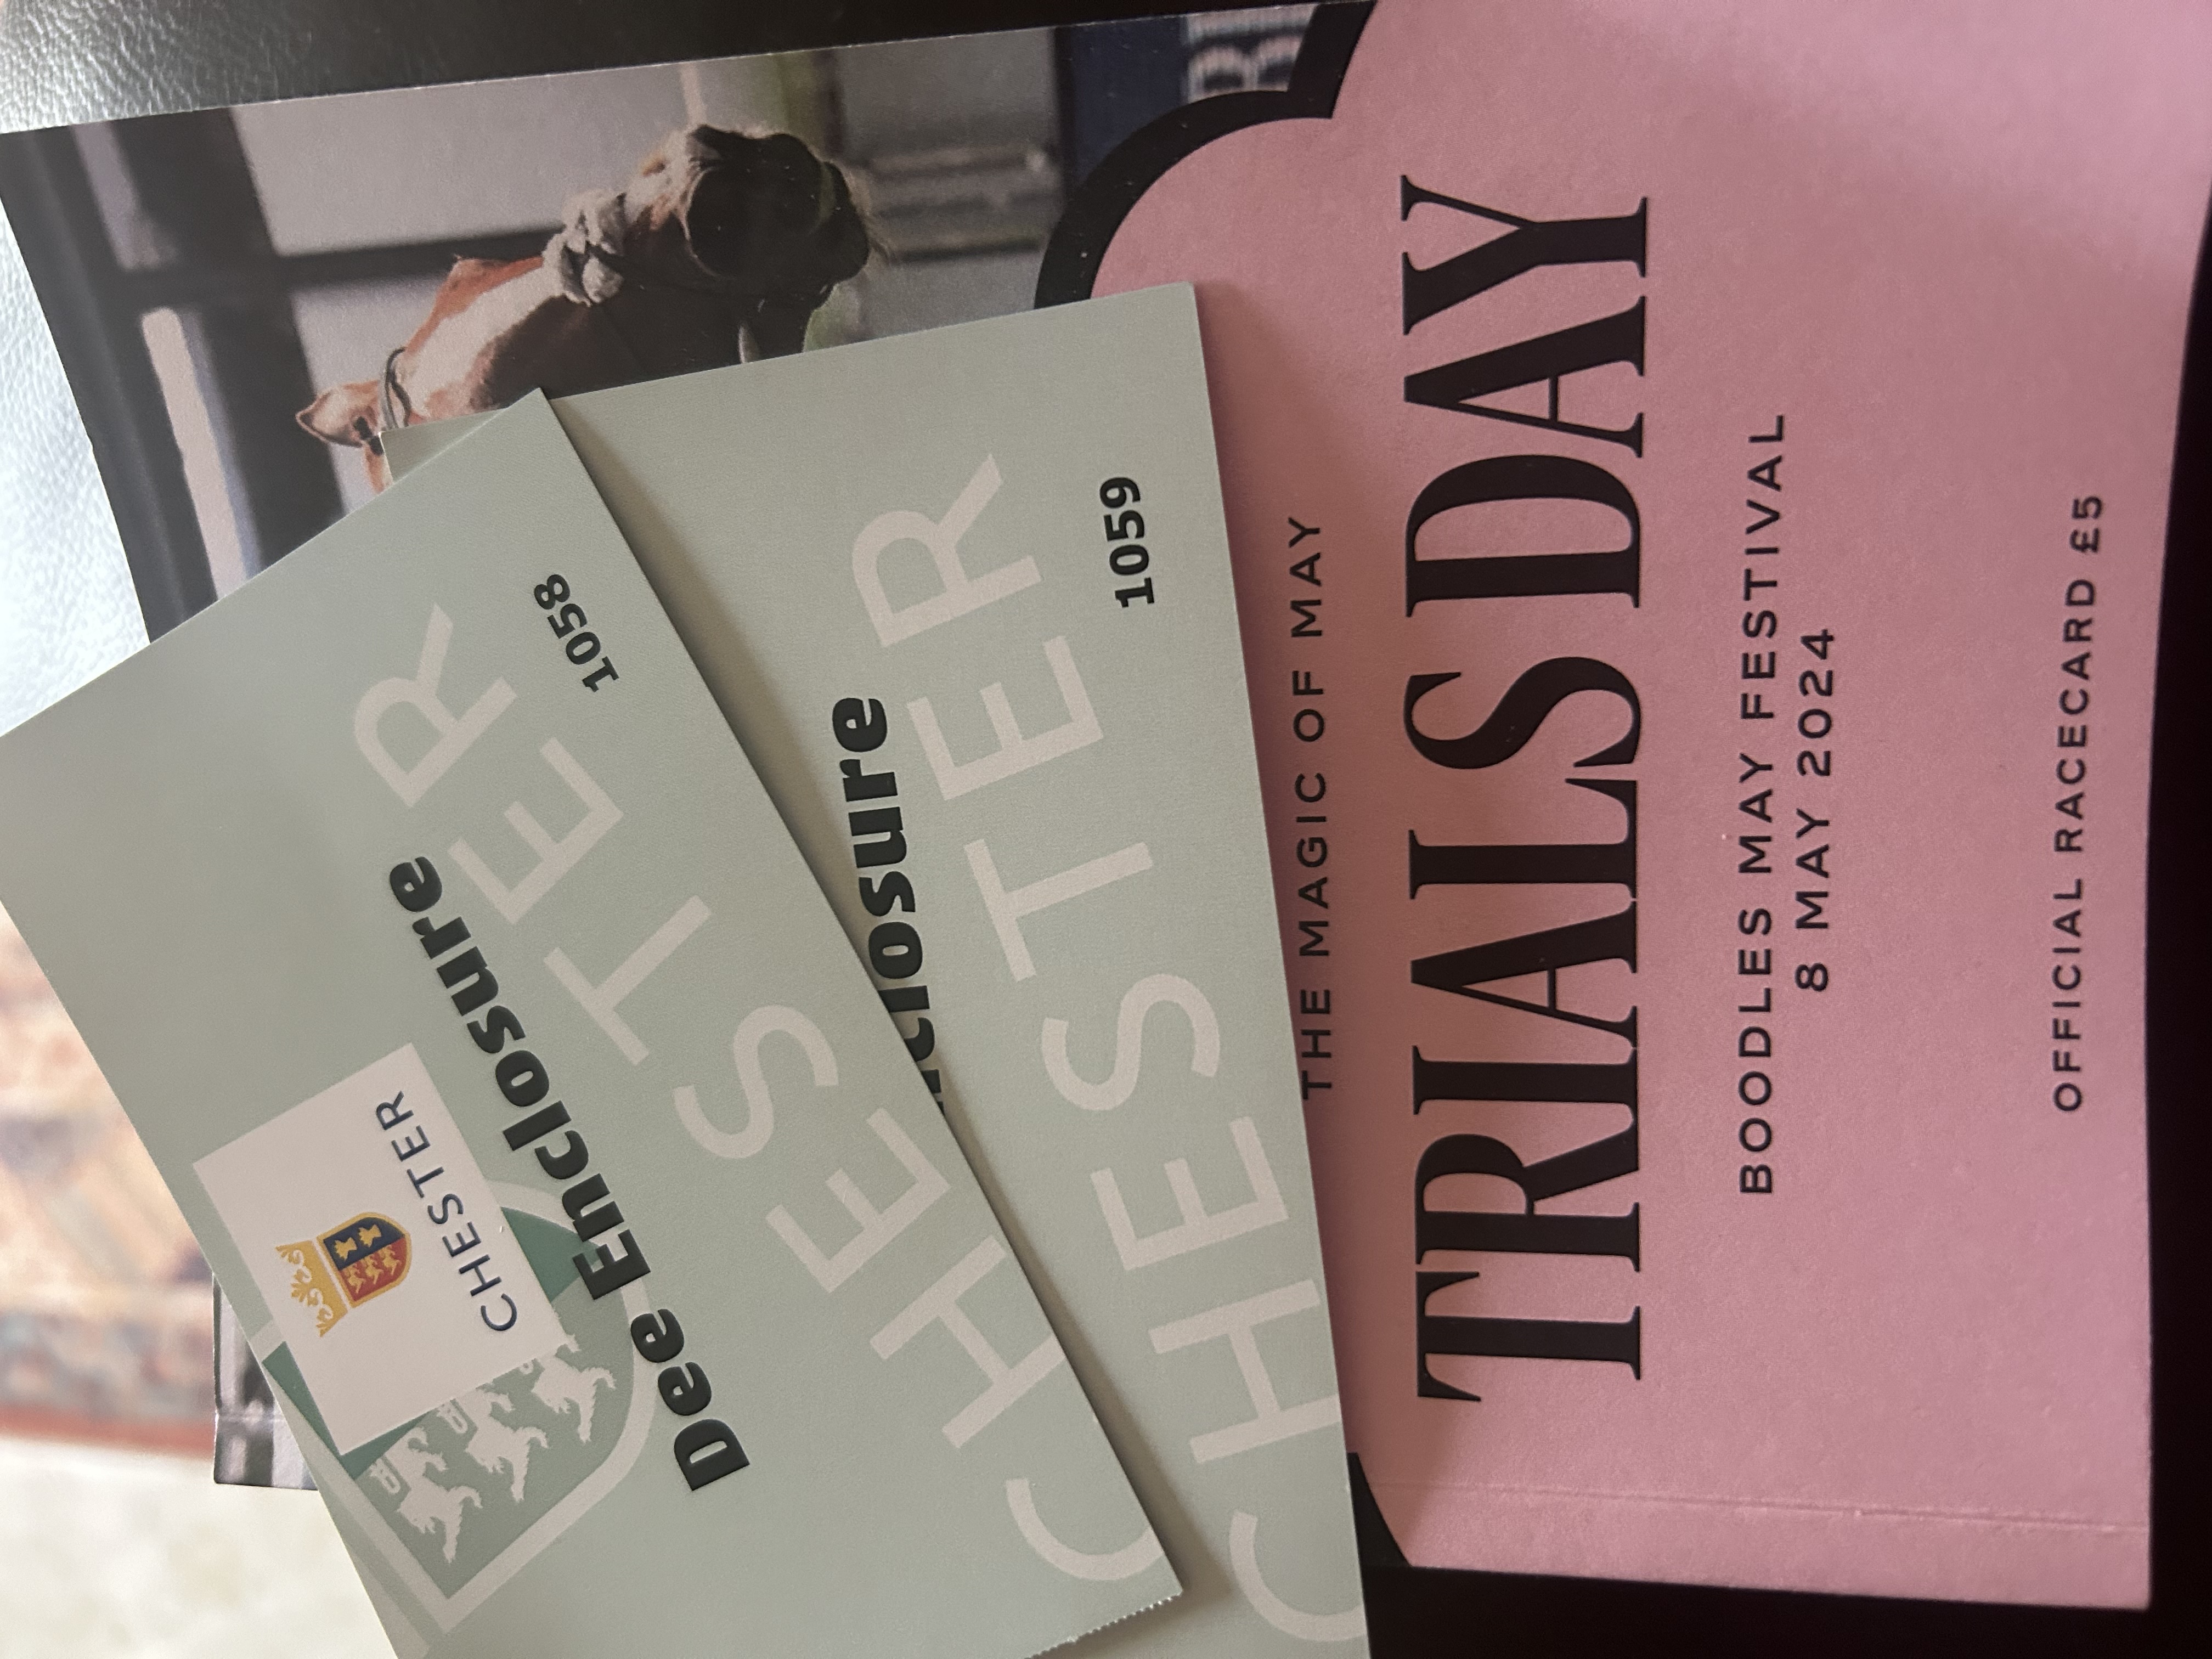 CHESTER
Dee Enclosure
CHESTER
1058
closure
CHESTER
1059
THE MAGIC OF MAY
TRIALS DAY
BOODLES MAY FESTIVAL
8 MAY 2024
OFFICIAL RACECARD £5